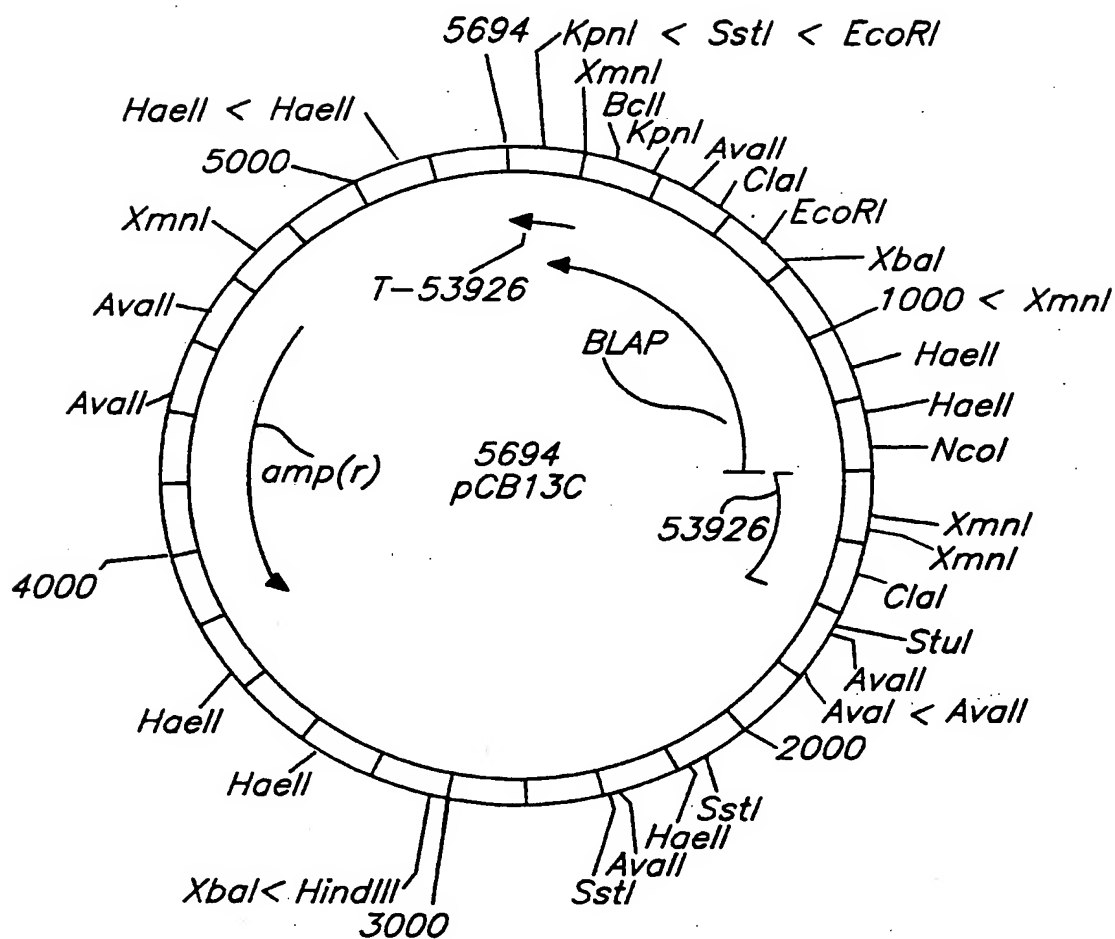 5694
KpnI < SstI < EcoRI
XmnI
BclI
KpnI
AvaII
ClaI
EcoRI
XbaI
1000 < XmnI
HaeII
HaeII
NcoI
XmnI
XmnI
ClaI
StuI
AvaII
AvaI < AvaII
2000
SstI
HaeII
AvaII
SstI
3000
XbaI< HindIII
HaeII
HaeII
4000
AvaII
AvaII
XmnI
5000
HaeII < HaeII
T-53926
BLAP
amp(r)
5694
pCB13C
53926